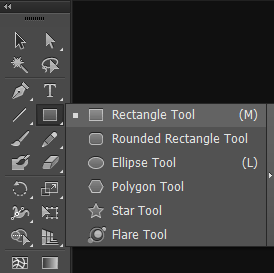 Rectangle Tool (M)
Rounded Rectangle Tool
Ellipse Tool (L)
Polygon Tool
Star Tool
Flare Tool